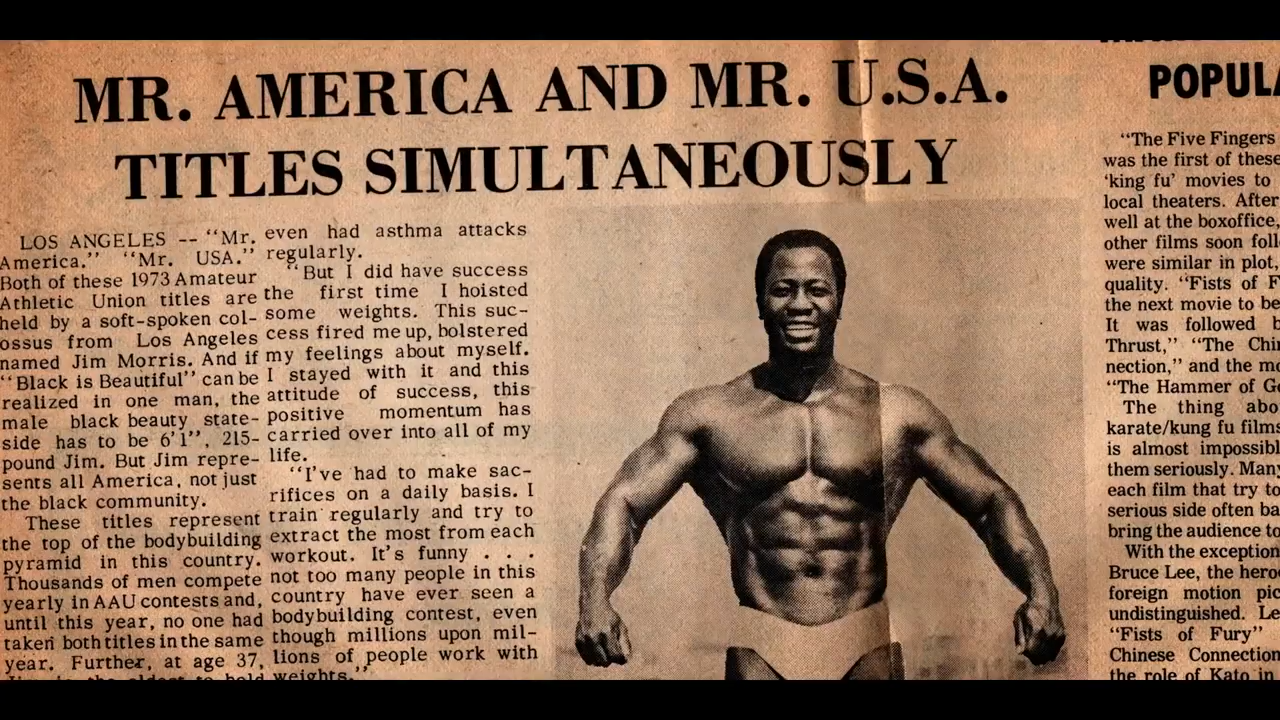 MR. AMERICA AND MR. U.S.A.
TITLES SIMULTANEOUSLY
LOS ANGELES -- “Mr.
America.” “Mr. USA.”
Both of these 1973 Amateur
Athletic Union titles are
held by a soft-spoken col-
ossus from Los Angeles
named Jim Morris. And if
“Black is Beautiful” can be
realized in one man, the
male black beauty state-
side has to be 6'1”, 215-
pound Jim. But Jim repre-
sents all America, not just
the black community.
These titles represent
the top of the bodybuilding
pyramid in this country.
Thousands of men compete
yearly in AAU contests and,
until this year, no one had
taken both titles in the same
year. Further, at age 37,
even had asthma attacks
regularly.
“But I did have success
the first time I hoisted
some weights. This suc-
cess fired me up, bolstered
my feelings about myself.
I stayed with it and this
attitude of success, this
positive momentum has
carried over into all of my
life.
“I've had to make sac-
rifices on a daily basis. I
train regularly and try to
extract the most from each
workout. It's funny . . .
not too many people in this
country have ever seen a
bodybuilding contest, even
though millions upon mil-
lions of people work with
weights.”
POPULA
“The Five Fingers
was the first of these
‘king fu’ movies to
local theaters. After
well at the boxoffice,
other films soon foll
were similar in plot,
quality. “Fists of F
the next movie to be
It was followed b
Thrust,” “The Chin
nection,” and the mo
“The Hammer of Go
The thing abo
karate/kung fu films
is almost impossibl
them seriously. Many
each film that try to
serious side often ba
bring the audience to
With the exception
Bruce Lee, the heroe
foreign motion pic
undistinguished. Le
“Fists of Fury”
Chinese Connection
the role of Kato in